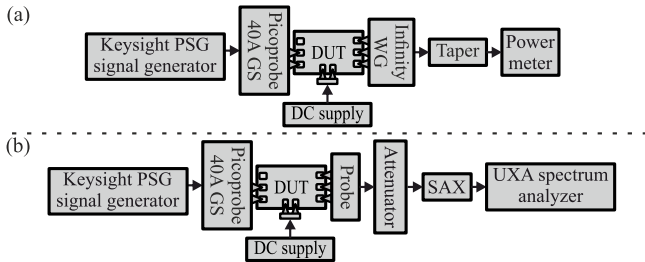 (a)
Keysight PSG
signal generator
Picoprobe
40A GS
DUT
DC supply
Infinity
WG
Taper
Power
meter
(b)
Keysight PSG
signal generator
Picoprobe
40A GS
DUT
DC supply
Probe
Attenuator
SAX
UXA spectrum
analyzer